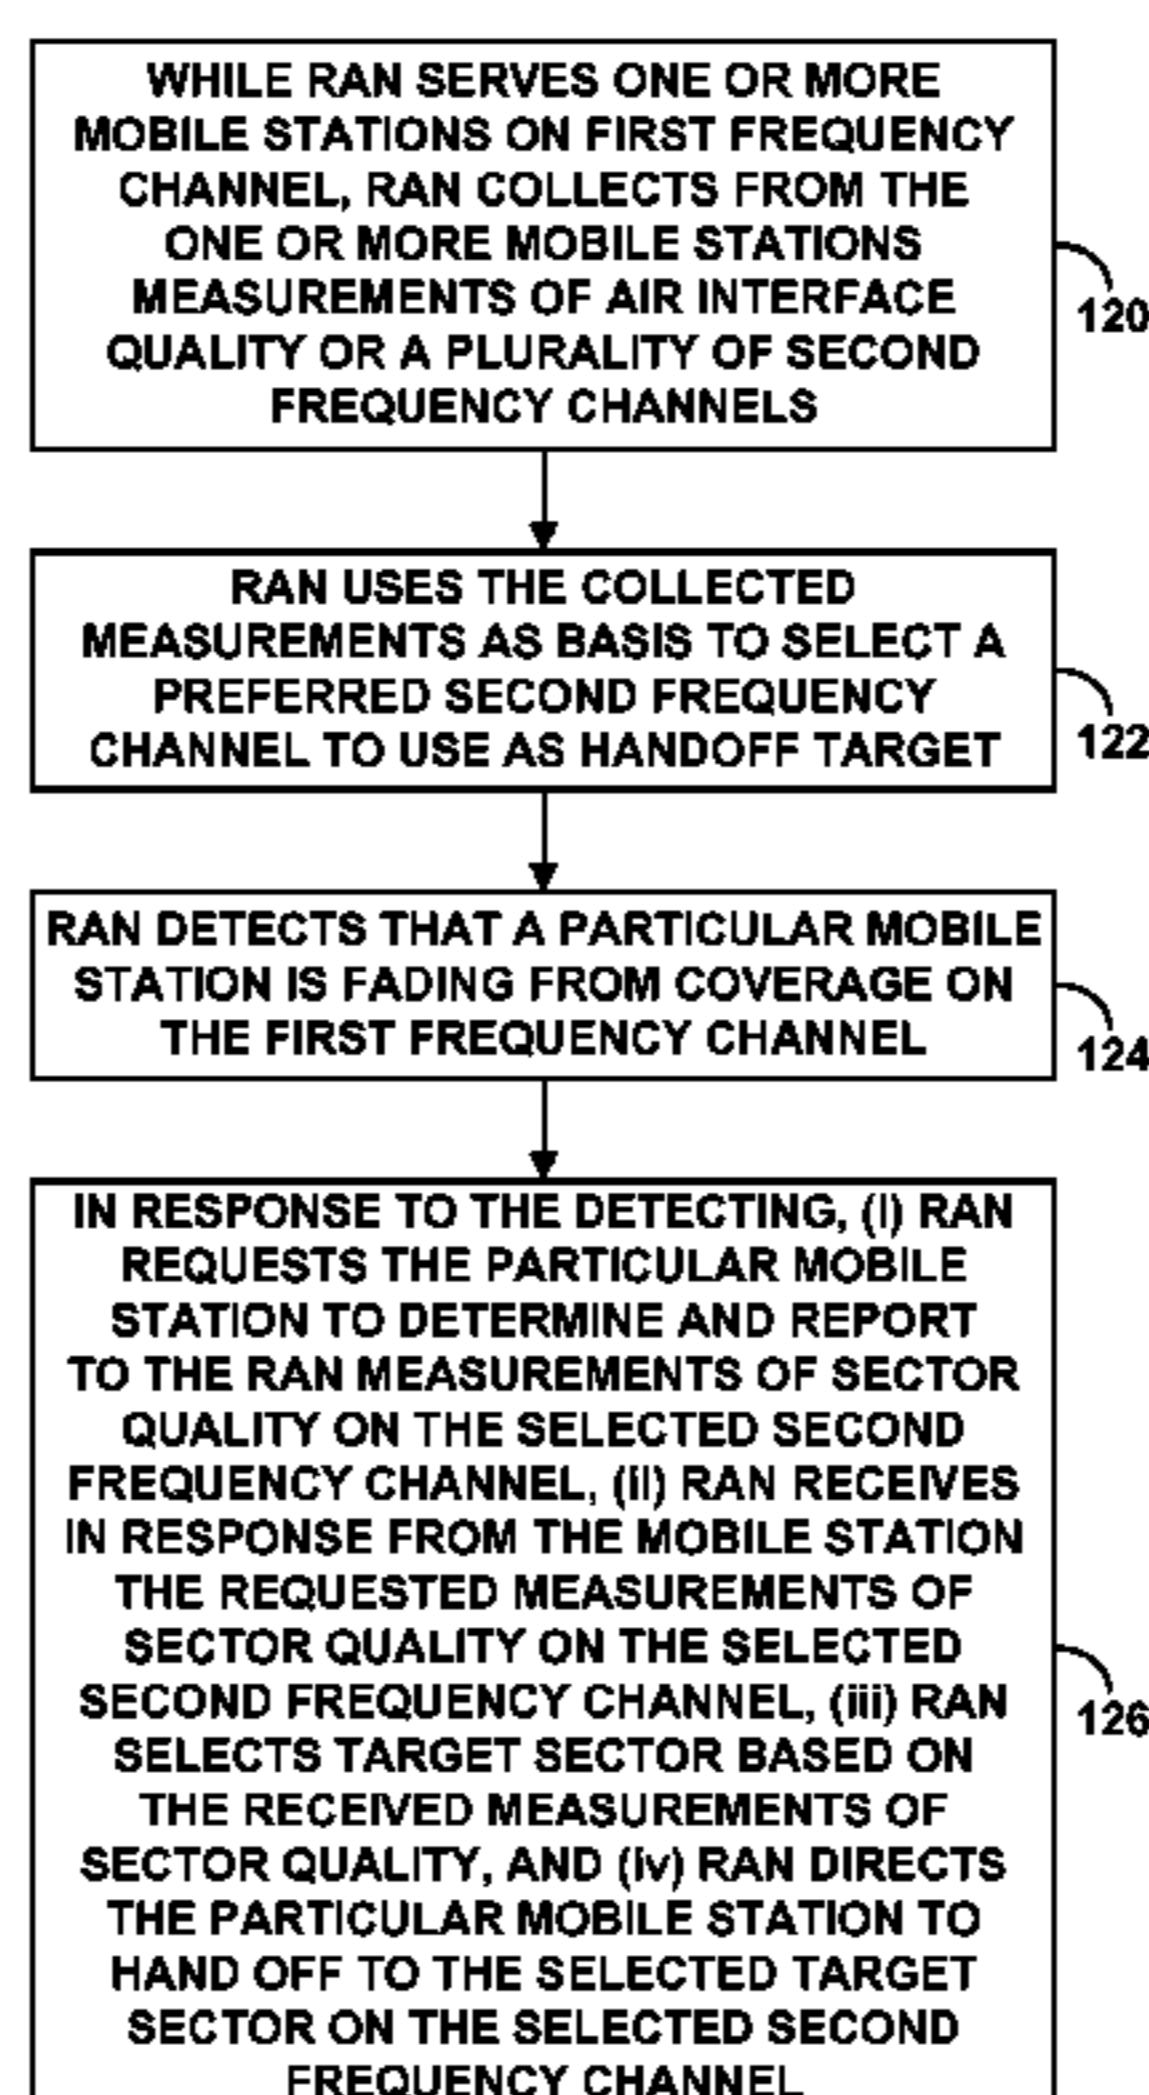 WHILE RAN SERVES ONE OR MORE
MOBILE STATIONS ON FIRST FREQUENCY
CHANNEL, RAN COLLECTS FROM THE
ONE OR MORE MOBILE STATIONS
MEASUREMENTS OF AIR INTERFACE
QUALITY OR A PLURALITY OF SECOND
FREQUENCY CHANNELS
120
RAN USES THE COLLECTED
MEASUREMENTS AS BASIS TO SELECT A
PREFERRED SECOND FREQUENCY
CHANNEL TO USE AS HANDOFF TARGET
122
RAN DETECTS THAT A PARTICULAR MOBILE
STATION IS FADING FROM COVERAGE ON
THE FIRST FREQUENCY CHANNEL
124
IN RESPONSE TO THE DETECTING, (i) RAN
REQUESTS THE PARTICULAR MOBILE
STATION TO DETERMINE AND REPORT
TO THE RAN MEASUREMENTS OF SECTOR
QUALITY ON THE SELECTED SECOND
FREQUENCY CHANNEL, (ii) RAN RECEIVES
IN RESPONSE FROM THE MOBILE STATION
THE REQUESTED MEASUREMENTS OF
SECTOR QUALITY ON THE SELECTED
SECOND FREQUENCY CHANNEL, (iii) RAN
SELECTS TARGET SECTOR BASED ON
THE RECEIVED MEASUREMENTS OF
SECTOR QUALITY, AND (iv) RAN DIRECTS
THE PARTICULAR MOBILE STATION TO
HAND OFF TO THE SELECTED TARGET
SECTOR ON THE SELECTED SECOND
FREQUENCY CHANNEL
126